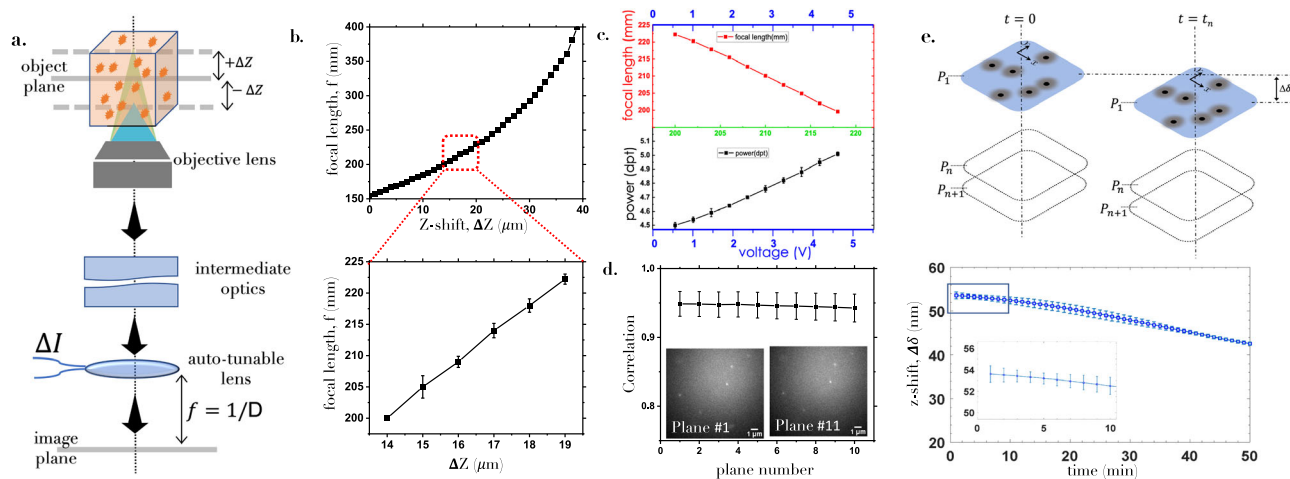 a.
object
plane
+ΔZ
− ΔZ
objective lens
intermediate
optics
ΔI
auto-tunable
lens
f = 1/D
image
plane
b.
focal length, f (mm)
400
350
300
250
200
150
0 10 20 30 40
Z-shift, ΔZ (μm)
focal length, f (mm)
225
220
215
210
205
200
14 15 16 17 18 19
ΔZ (μm)
c.
0 1 2 3 4 5
focal length(mm)
focal length (mm)
225
220
215
210
205
200
195
200 205 210 215 220
power(dpt)
power (dpt)
5.1
5.0
4.9
4.8
4.7
4.6
4.5
0 1 2 3 4 5
voltage (V)
d.
Correlation
1.0
0.9
0.8
Plane #1
1 μm
Plane #11
1 μm
0 2 4 6 8 10
plane number
e.
t = 0
t = tn
P1
P1
Δδ
Pn
Pn+1
Pn
Pn+1
z-shift, Δδ (nm)
60
50
40
30
20
56
54
52
50
0 5 10
0 10 20 30 40 50
time (min)